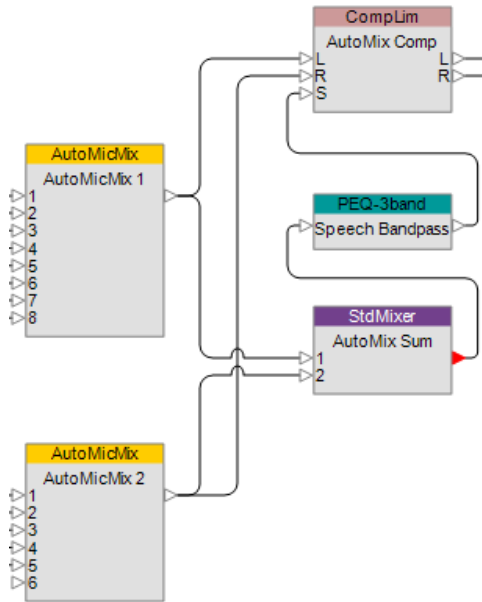 CompLim
AutoMix Comp
L
R
S
L
R
AutoMicMix
AutoMicMix 1
1
2
3
4
5
6
7
8
PEQ-3band
Speech Bandpass
StdMixer
AutoMix Sum
1
2
AutoMicMix
AutoMicMix 2
1
2
3
4
5
6